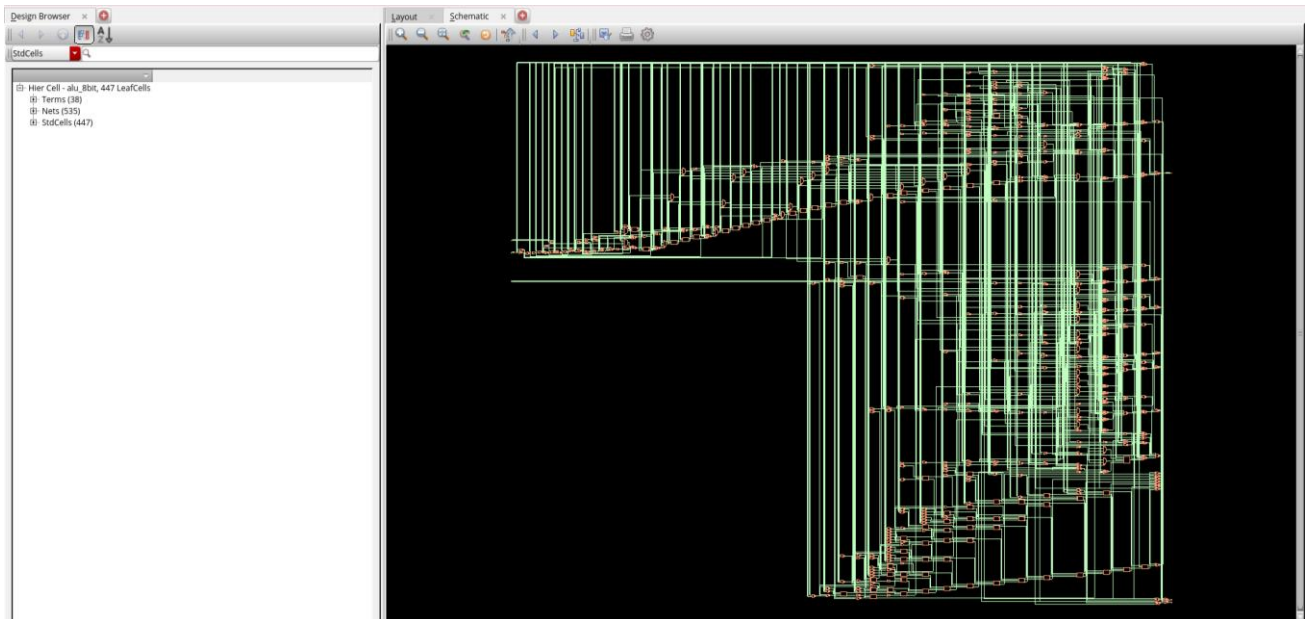 Design Browser
Layout
Schematic
StdCells
Hier Cell - alu_8bit, 447 LeafCells
Terms (38)
Nets (535)
StdCells (447)